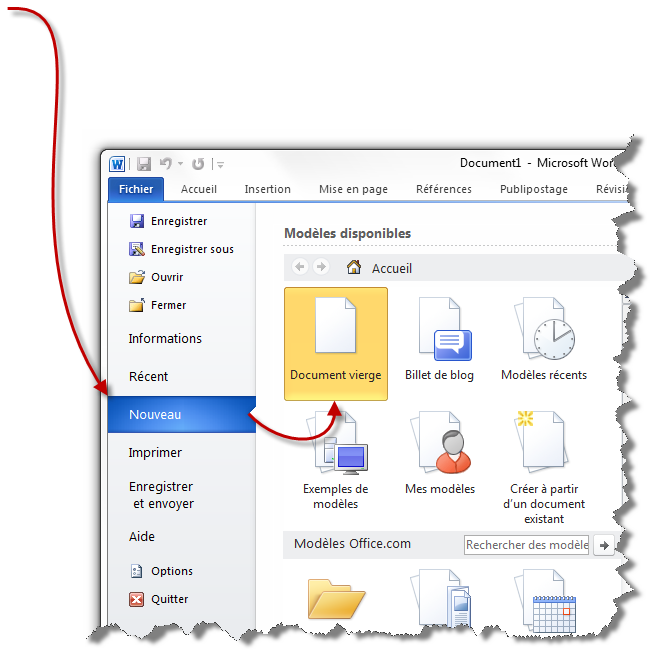 Document1 - Microsoft Wor
Fichier Accueil Insertion Mise en page Références Publipostage Révisi
Enregistrer
Enregistrer sous
Ouvrir
Fermer
Informations
Récent
Nouveau
Imprimer
Enregistrer
et envoyer
Aide
Options
Quitter
Modèles disponibles
Accueil
Document vierge
Billet de blog
Modèles récents
Exemples de
modèles
Mes modèles
Créer à partir
d'un document
existant
Modèles Office.com
Rechercher des modèle